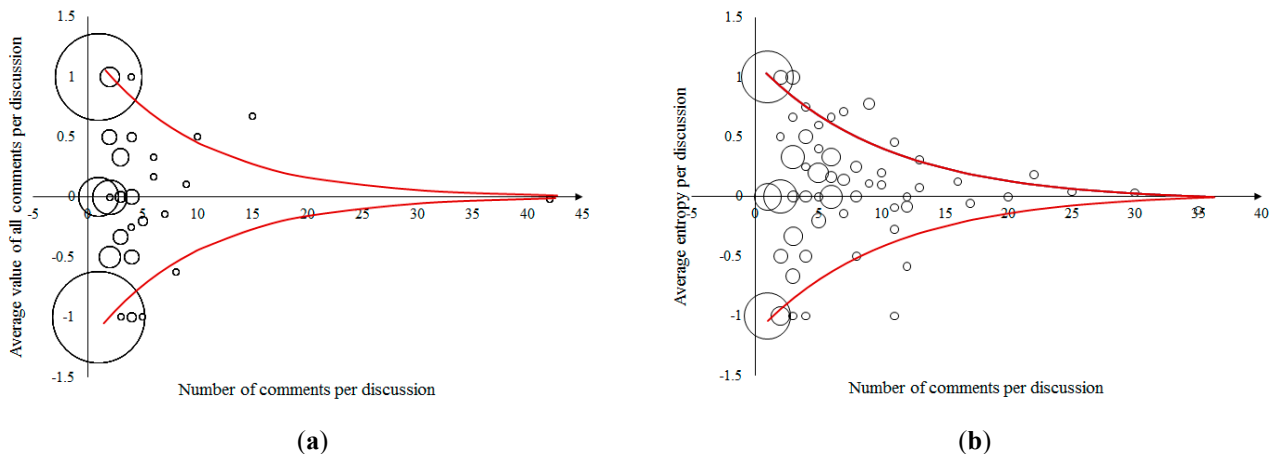 1.5
1
0.5
0
-0.5
-1
-1.5
-5 0 5 10 15 20 25 30 35 40 45
Average value of all comments per discussion
Number of comments per discussion
(a)
1.5
1
0.5
0
-0.5
-1
-1.5
-5 0 5 10 15 20 25 30 35 40
Average entropy per discussion
Number of comments per discussion
(b)